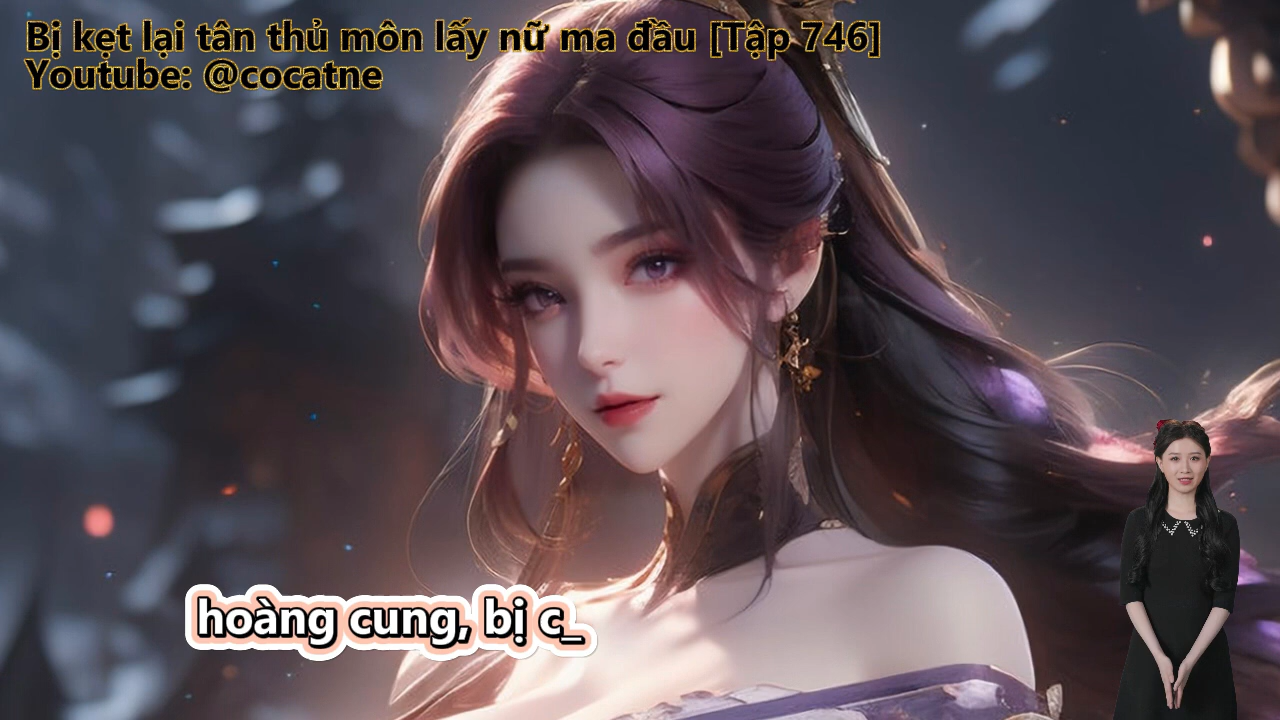 Bị kẹt lại tân thủ môn lấy nữ ma đầu [Tập 746]
Youtube: @cocatne
hoàng cung, bị c_